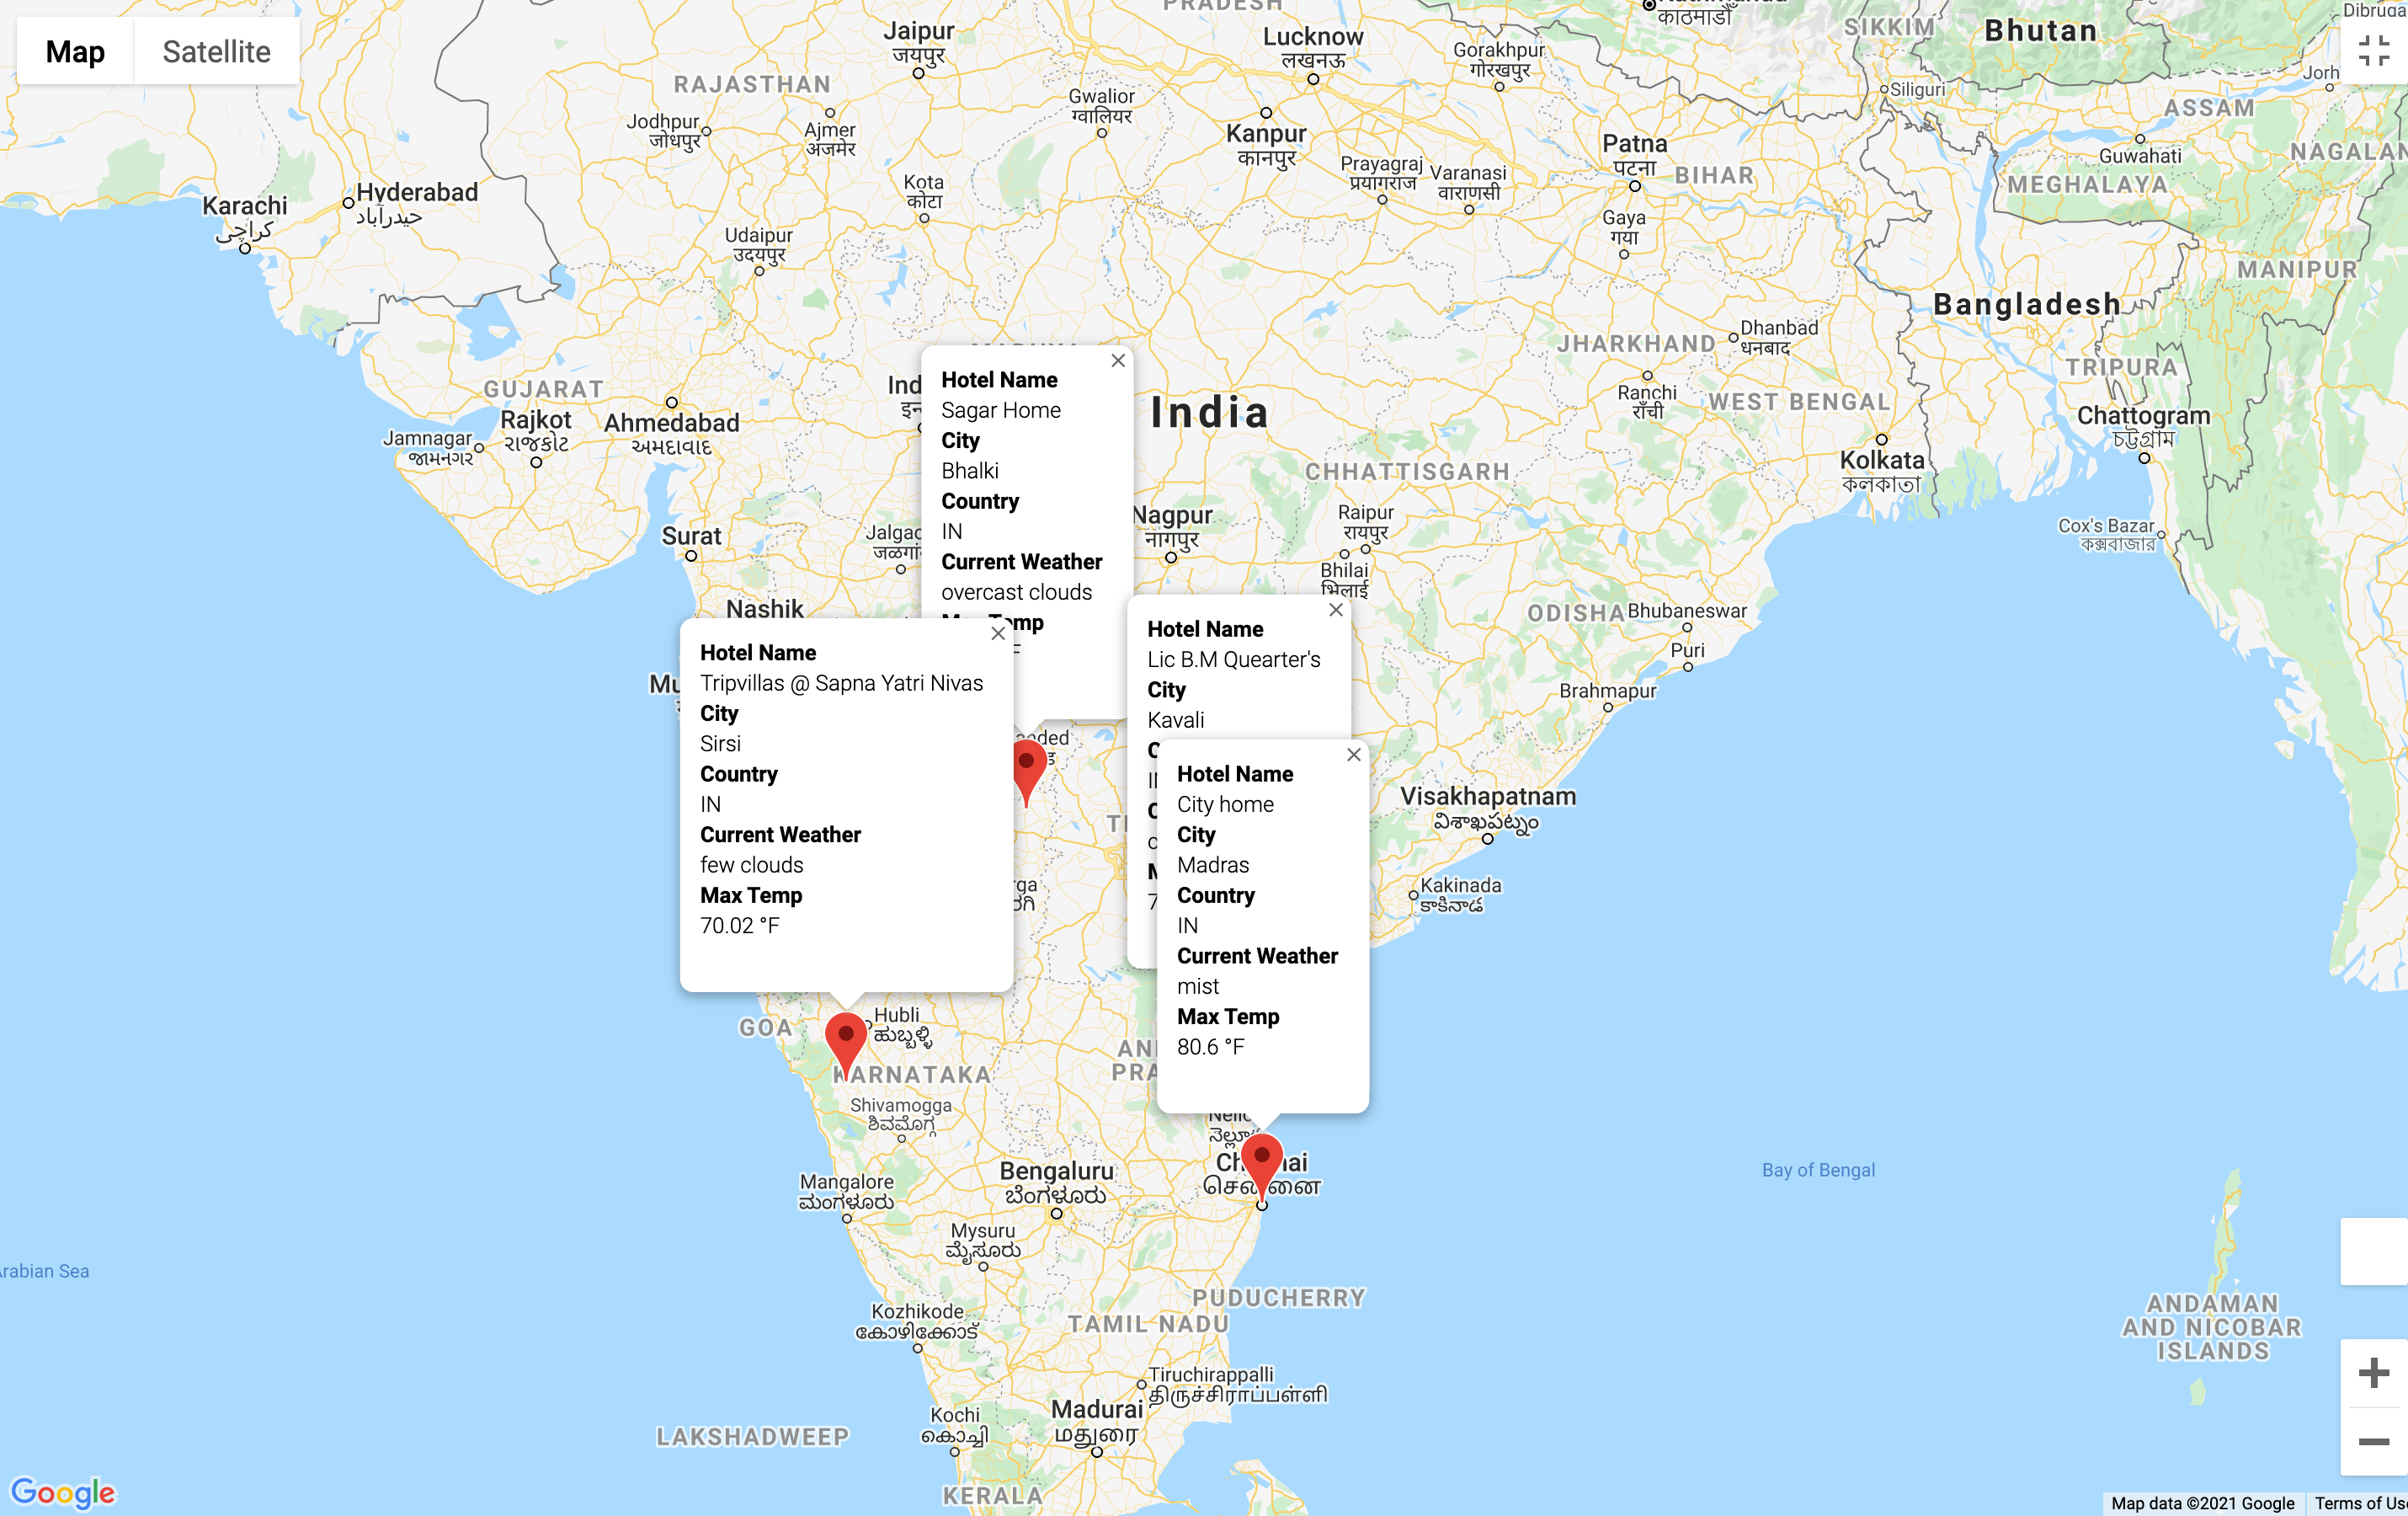 Map
Satellite
PRADESH
Jaipur
जयपुर
Lucknow
लखनऊ
Gorakhpur
गोरखपुर
काठमाडौं
SIKKIM
Bhutan
RAJASTHAN
Siliguri
ASSAM
Gwalior
ग्वालियर
Jodhpur
जोधपुर
Ajmer
अजमेर
Kanpur
कानपुर
Patna
पटना
BIHAR
Guwahati
MEGHALAYA
Prayagraj
प्रयागराज
Varanasi
वाराणसी
Karachi
کراچی
Hyderabad
حیدرآباد
Kota
कोटा
Gaya
गया
Udaipur
उदयपुर
MANIPUR
Bangladesh
Dhanbad
धनबाद
JHARKHAND
TRIPURA
Ranchi
राँची
WEST BENGAL
GUJARAT
Rajkot
રાજકોટ
Ahmedabad
અમદાવાદ
Jamnagar
જામનગર
India
Chattogram
চট্টগ্রাম
Kolkata
কলকাতা
CHHATTISGARH
Nagpur
नागपुर
Raipur
रायपुर
Bhilai
भिलाई
Cox's Bazar
কক্সবাজার
Surat
Nashik
ODISHA
Bhubaneswar
Puri
Brahmapur
Hotel Name
Sagar Home
City
Bhalki
Country
IN
Current Weather
overcast clouds
Hotel Name
Tripvillas @ Sapna Yatri Nivas
City
Sirsi
Country
IN
Current Weather
few clouds
Max Temp
70.02 °F
Hotel Name
Lic B.M Quearter's
City
Kavali
Hotel Name
City home
City
Madras
Country
IN
Current Weather
mist
Max Temp
80.6 °F
Visakhapatnam
విశాఖపట్నం
Kakinada
కాకినాడ
GOA
Hubli
ಹುಬ್ಬಳ್ಳಿ
KARNATAKA
Shivamogga
ಶಿವಮೊಗ್ಗ
Bengaluru
ಬೆಂಗಳೂರು
Mangalore
ಮಂಗಳೂರು
Mysuru
ಮೈಸೂರು
Bay of Bengal
PUDUCHERRY
TAMIL NADU
Kozhikode
കോഴിക്കോട്
Tiruchirappalli
திருச்சிராப்பள்ளி
Madurai
மதுரை
Kochi
കൊച്ചി
LAKSHADWEEP
KERALA
ANDAMAN
AND NICOBAR
ISLANDS
Google
Map data ©2021 Google
Terms of